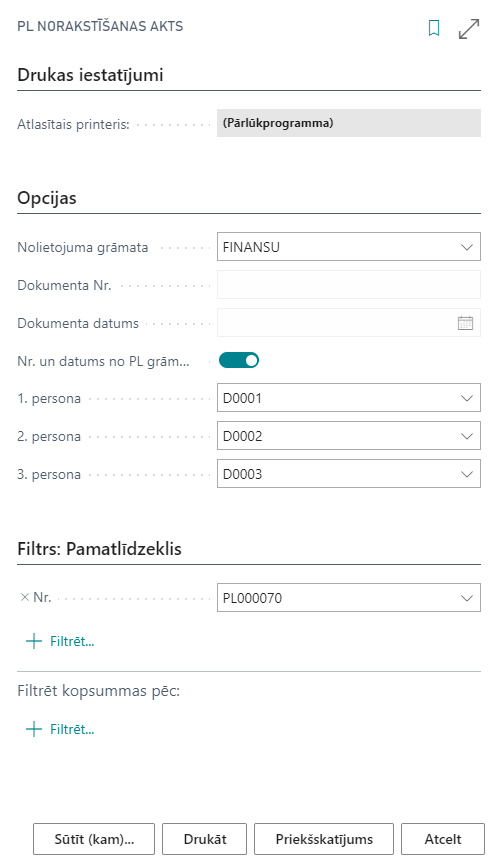 PL NORAKSTĪŠANAS AKTS
Drukas iestatījumi
Atlasītais printeris:
(Pārlūkprogramma)
Opcijas
Nolietojuma grāmata
FINANSU
Dokumenta Nr.
Dokumenta datums
Nr. un datums no PL grām...
1. persona
D0001
2. persona
D0002
3. persona
D0003
Filtrs: Pamatlīdzeklis
Nr.
PL000070
Filtrēt...
Filtrēt kopsummas pēc:
Filtrēt...
Sūtīt (kam)...
Drukāt
Priekšskatījums
Atcelt